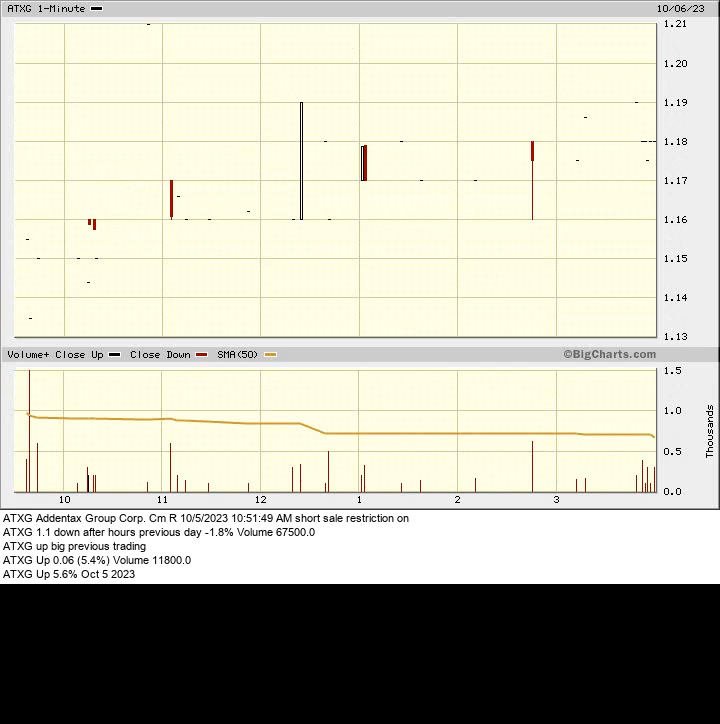 ATXG 1-Minute 10/06/23
1.21
1.20
1.19
1.18
1.17
1.16
1.15
1.14
1.13
Volume+ Close Up Close Down SMA(50) ©BigCharts.com
1.5
1.0
0.5
0.0
Thousands
10 11 12 1 2 3
ATXG Addentax Group Corp. Cm R 10/5/2023 10:51:49 AM short sale restriction on
ATXG 1.1 down after hours previous day -1.8% Volume 67500.0
ATXG up big previous trading
ATXG Up 0.06 (5.4%) Volume 11800.0
ATXG Up 5.6% Oct 5 2023